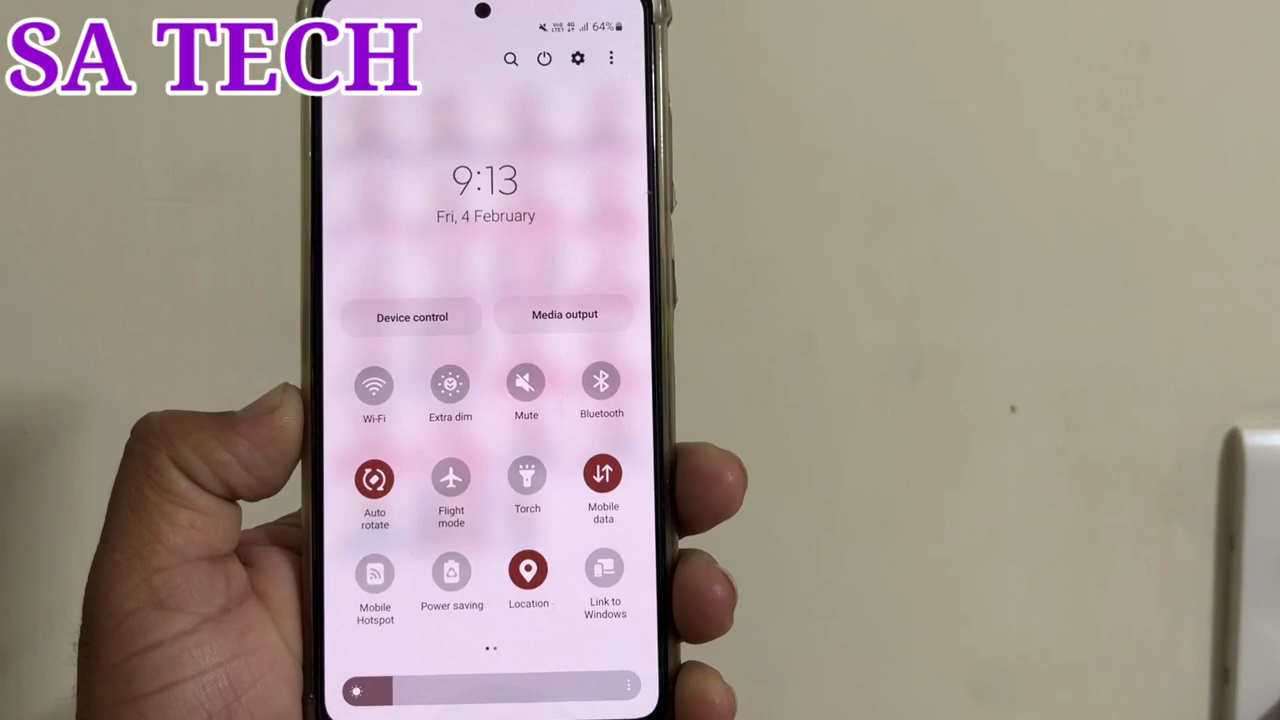 SA TECH
64%
9:13
Fri, 4 February
Device control
Media output
Wi-Fi
Extra dim
Mute
Bluetooth
Auto
rotate
Flight
mode
Torch
Mobile
data
Mobile
Hotspot
Power saving
Location
Link to
Windows